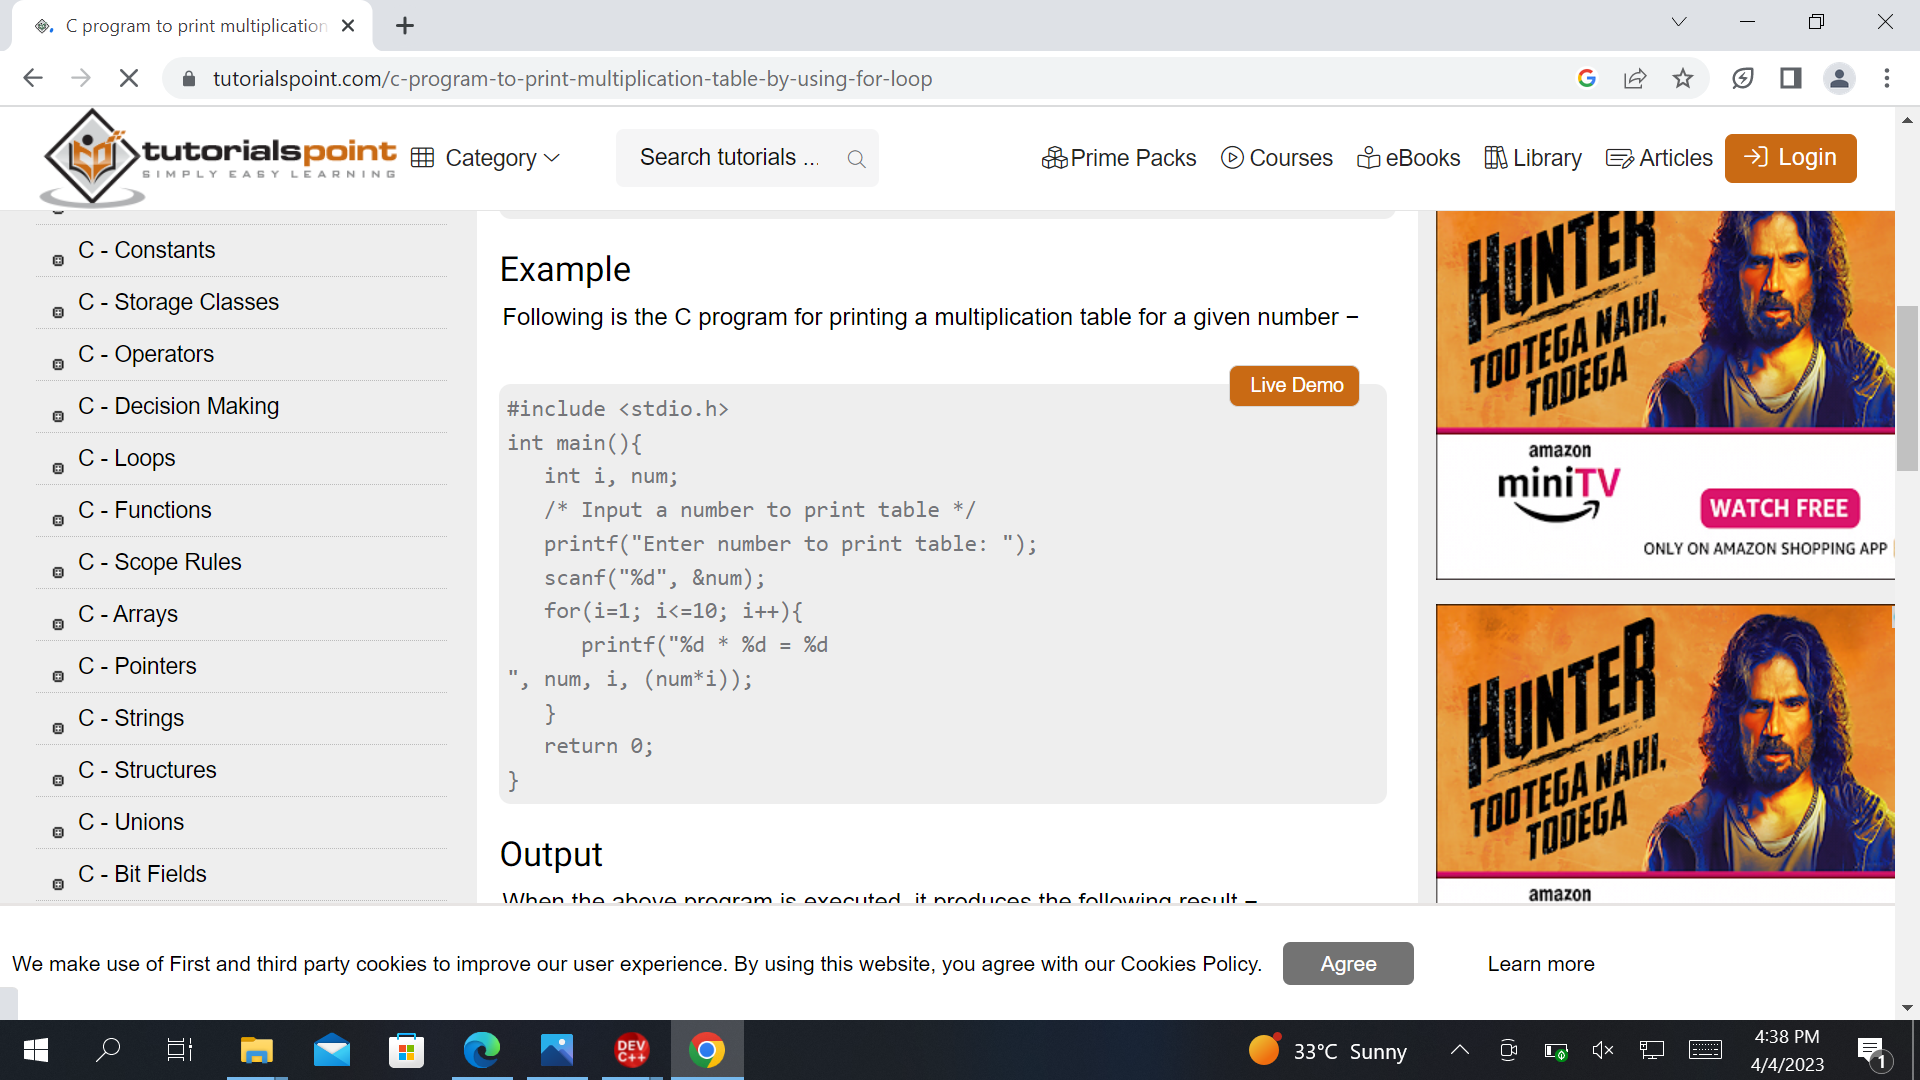 C program to print multiplication
tutorialspoint.com/c-program-to-print-multiplication-table-by-using-for-loop
tutorialspoint
SIMPLY EASY LEARNING
Category
Search tutorials ...
Prime Packs
Courses
eBooks
Library
Articles
Login
C - Constants
C - Storage Classes
C - Operators
C - Decision Making
C - Loops
C - Functions
C - Scope Rules
C - Arrays
C - Pointers
C - Strings
C - Structures
C - Unions
C - Bit Fields
Example
Following is the C program for printing a multiplication table for a given number −
Live Demo
#include <stdio.h>
int main(){
   int i, num;
   /* Input a number to print table */
   printf("Enter number to print table: ");
   scanf("%d", &num);
   for(i=1; i<=10; i++){
      printf("%d * %d = %d
", num, i, (num*i));
   }
   return 0;
}
Output
When the above program is executed, it produces the following result −
HUNTER
TOOTEGA NAHI,
TODEGA
amazon
miniTV
WATCH FREE
ONLY ON AMAZON SHOPPING APP
HUNTER
TOOTEGA NAHI,
TODEGA
amazon
We make use of First and third party cookies to improve our user experience. By using this website, you agree with our Cookies Policy.
Agree
Learn more
DEV
C++
33°C Sunny
4:38 PM
4/4/2023
1